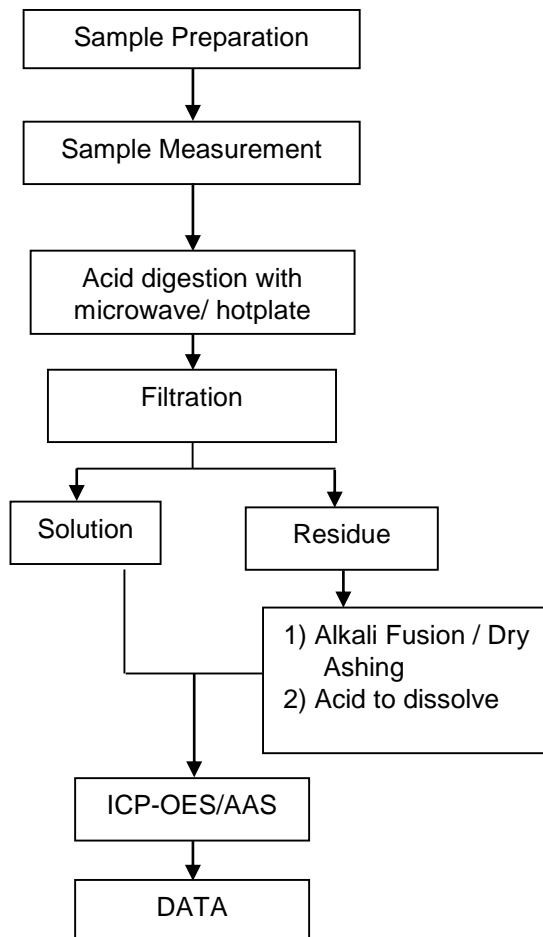 Sample Preparation
Sample Measurement
Acid digestion with
microwave/ hotplate
Filtration
Solution
Residue
1) Alkali Fusion / Dry
Ashing
2) Acid to dissolve
ICP-OES/AAS
DATA